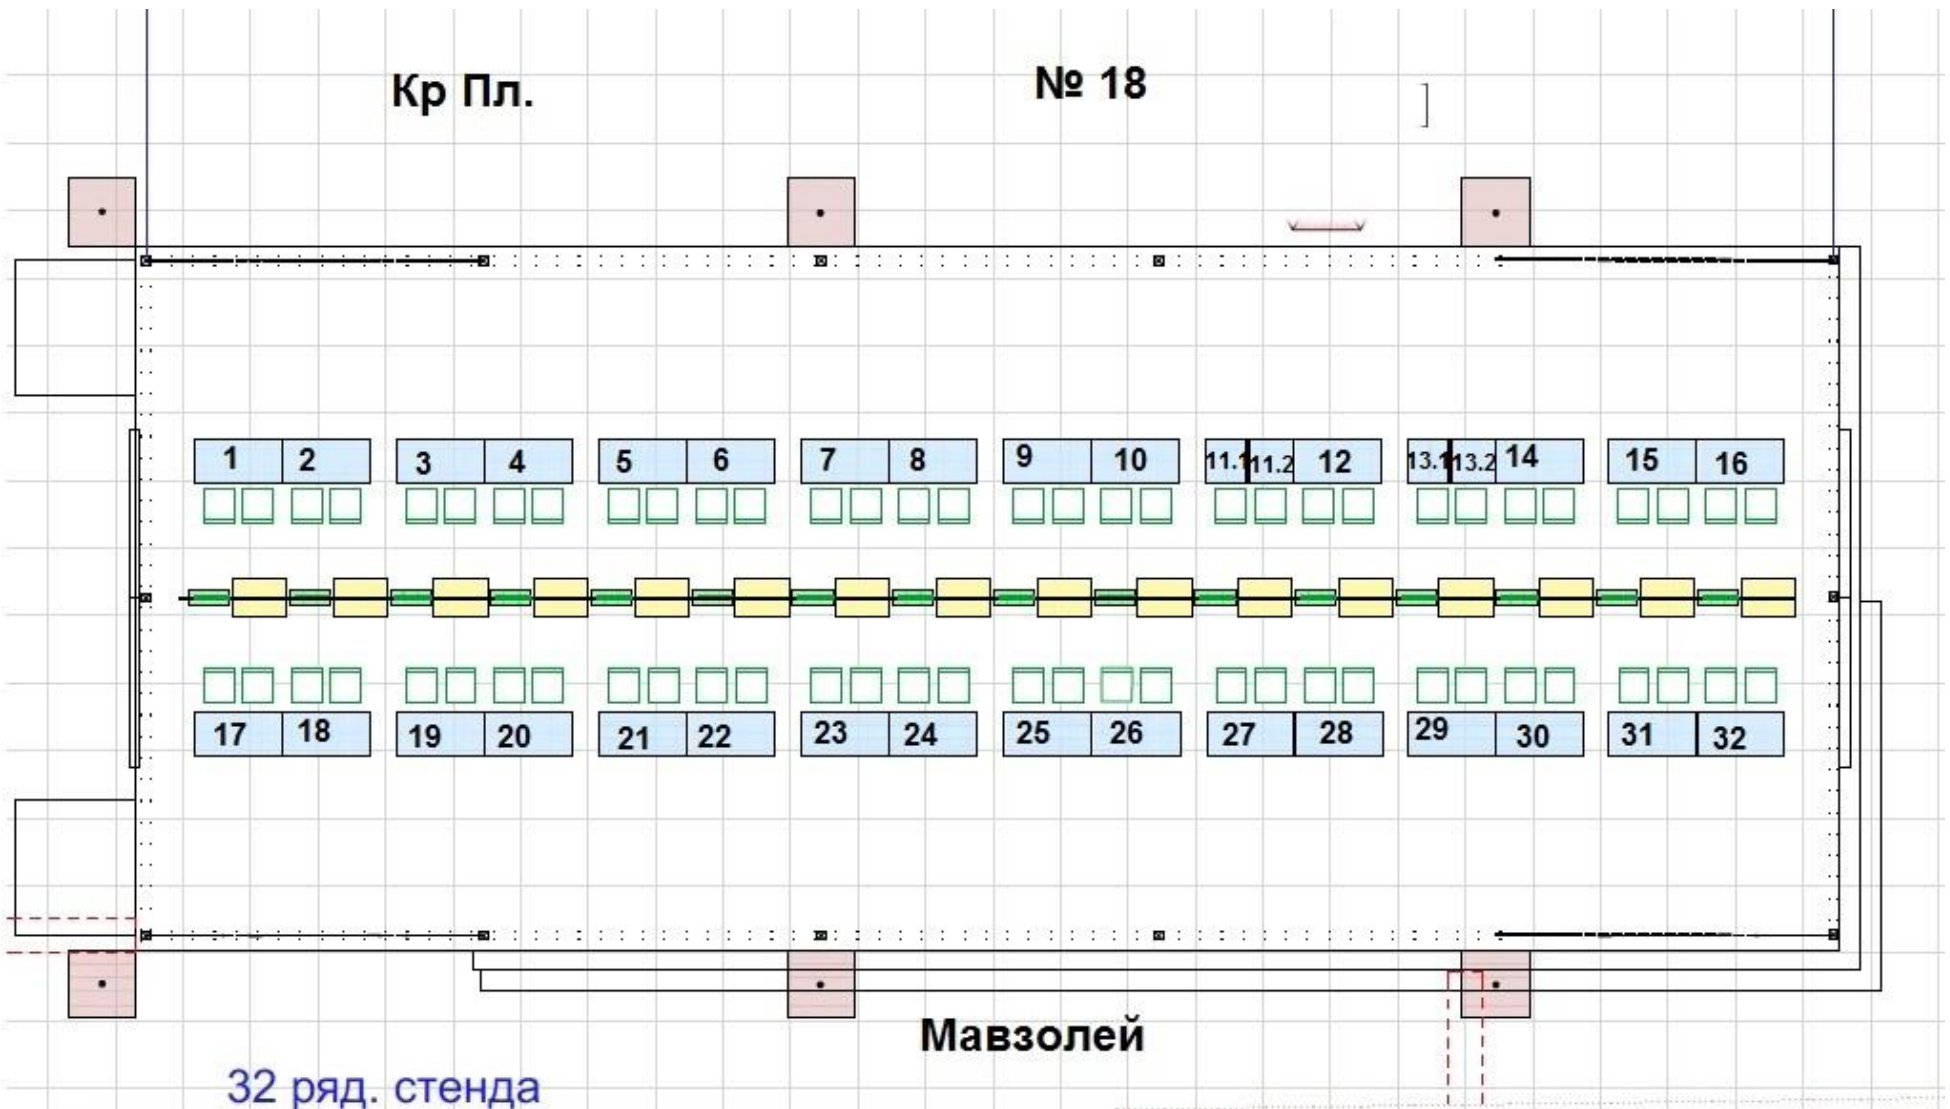 Кр Пл.
№ 18
1 2 3 4 5 6 7 8 9 10 11.1 11.2 12 13.1 13.2 14 15 16
17 18 19 20 21 22 23 24 25 26 27 28 29 30 31 32
Мавзолей
32 ряд. стенда